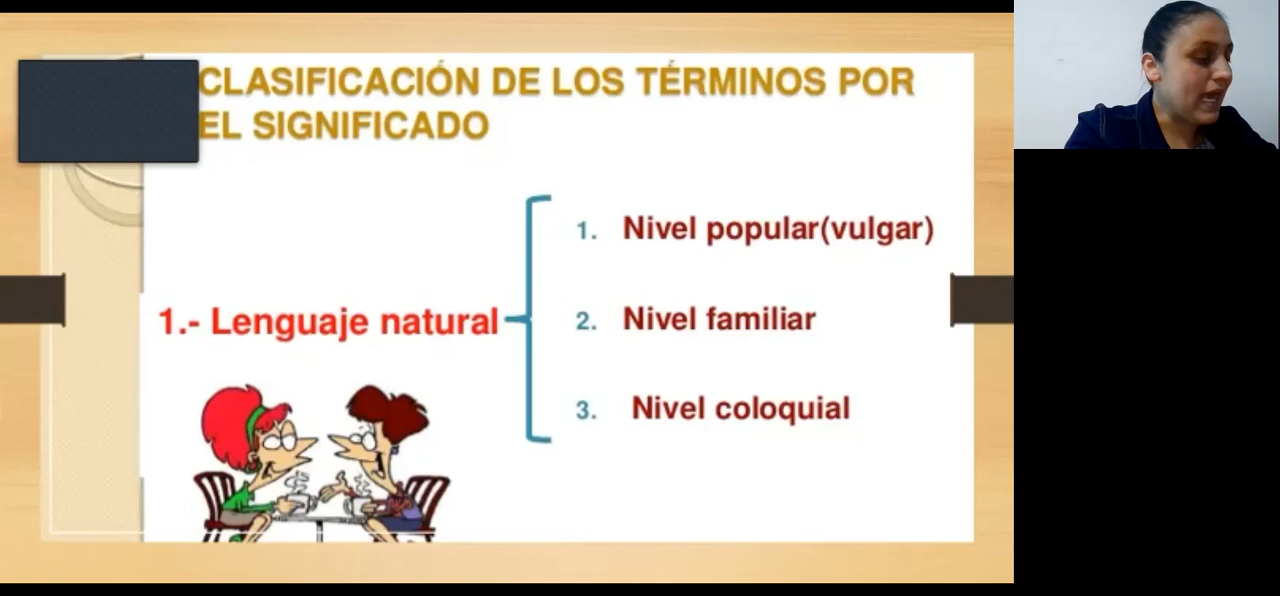 CLASIFICACIÓN DE LOS TÉRMINOS POR
EL SIGNIFICADO
1.- Lenguaje natural
1. Nivel popular(vulgar)
2. Nivel familiar
3. Nivel coloquial